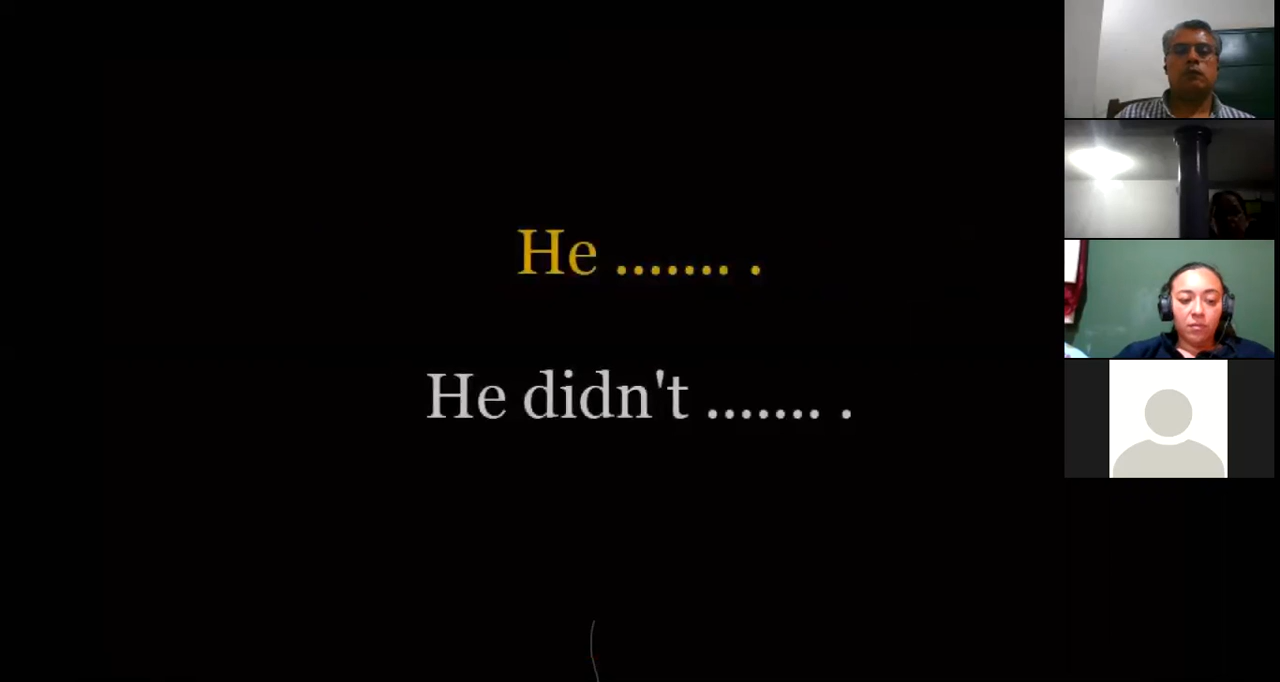 He ....... .
He didn't ....... .